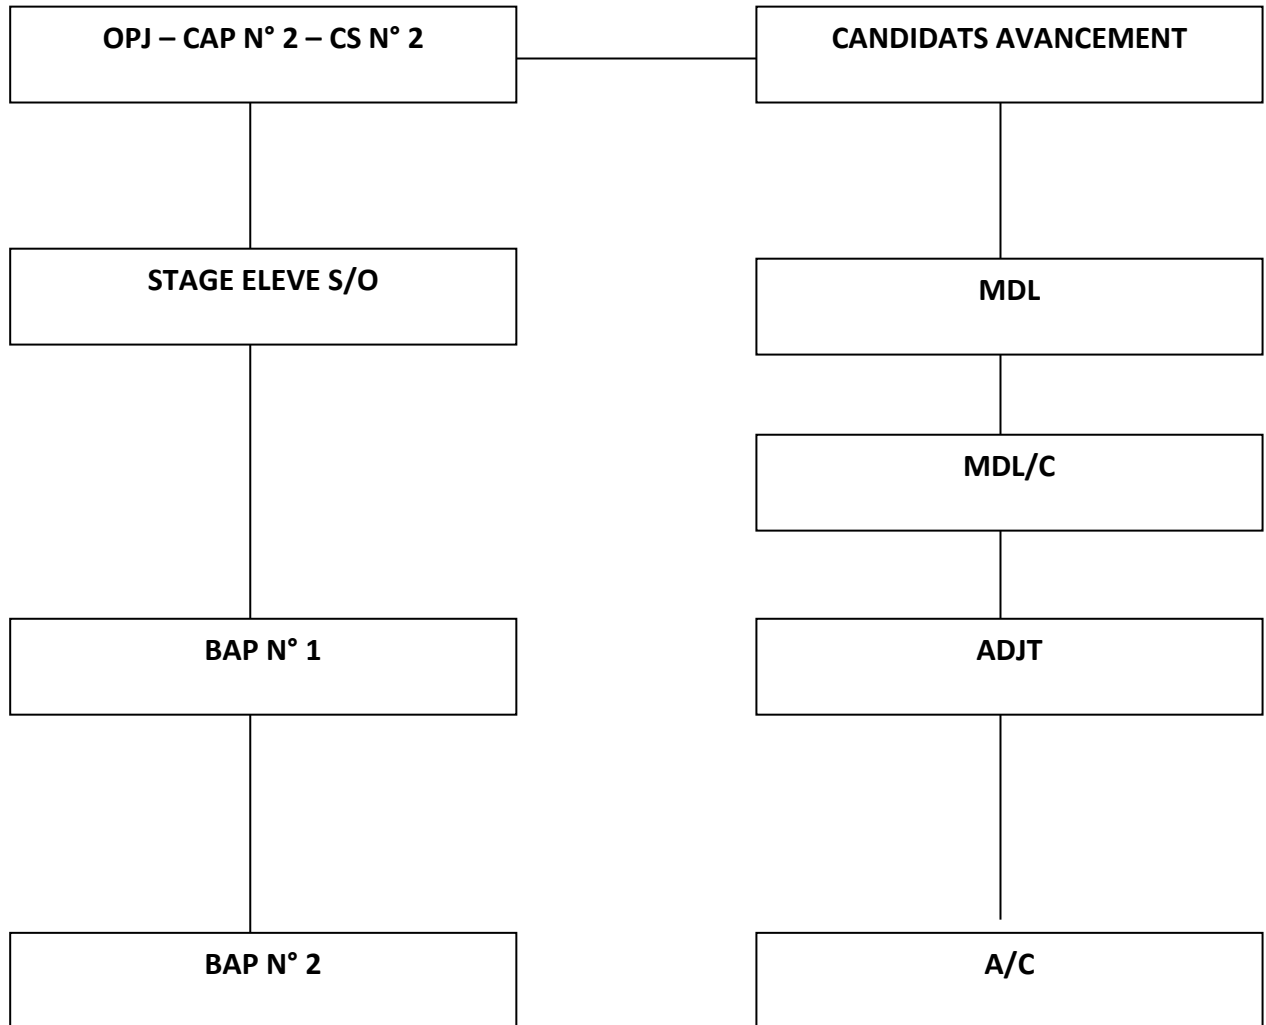 OPJ – CAP N° 2 – CS N° 2
CANDIDATS AVANCEMENT
STAGE ELEVE S/O
MDL
MDL/C
BAP N° 1
ADJT
BAP N° 2
A/C